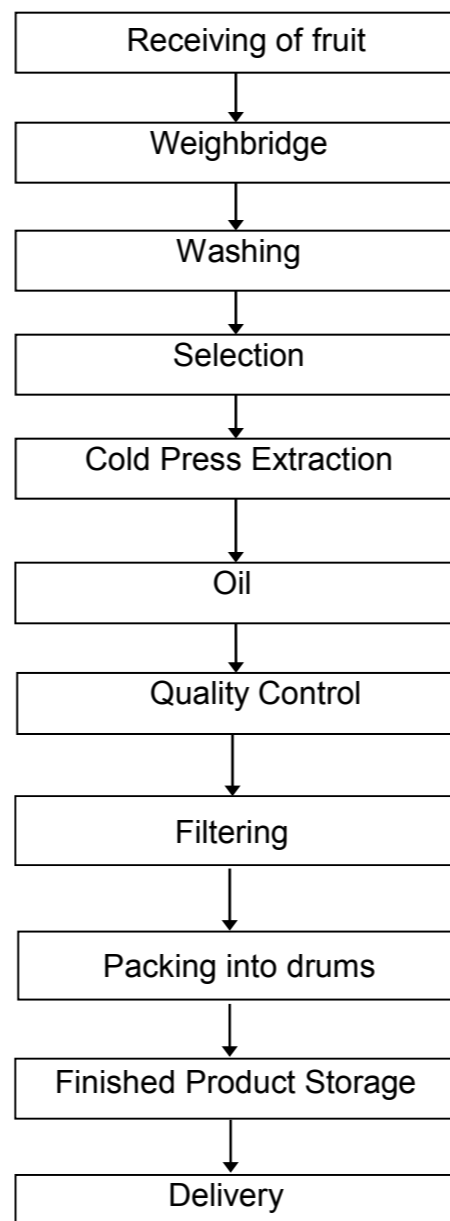 Receiving of fruit
Weighbridge
Washing
Selection
Cold Press Extraction
Oil
Quality Control
Filtering
Packing into drums
Finished Product Storage
Delivery